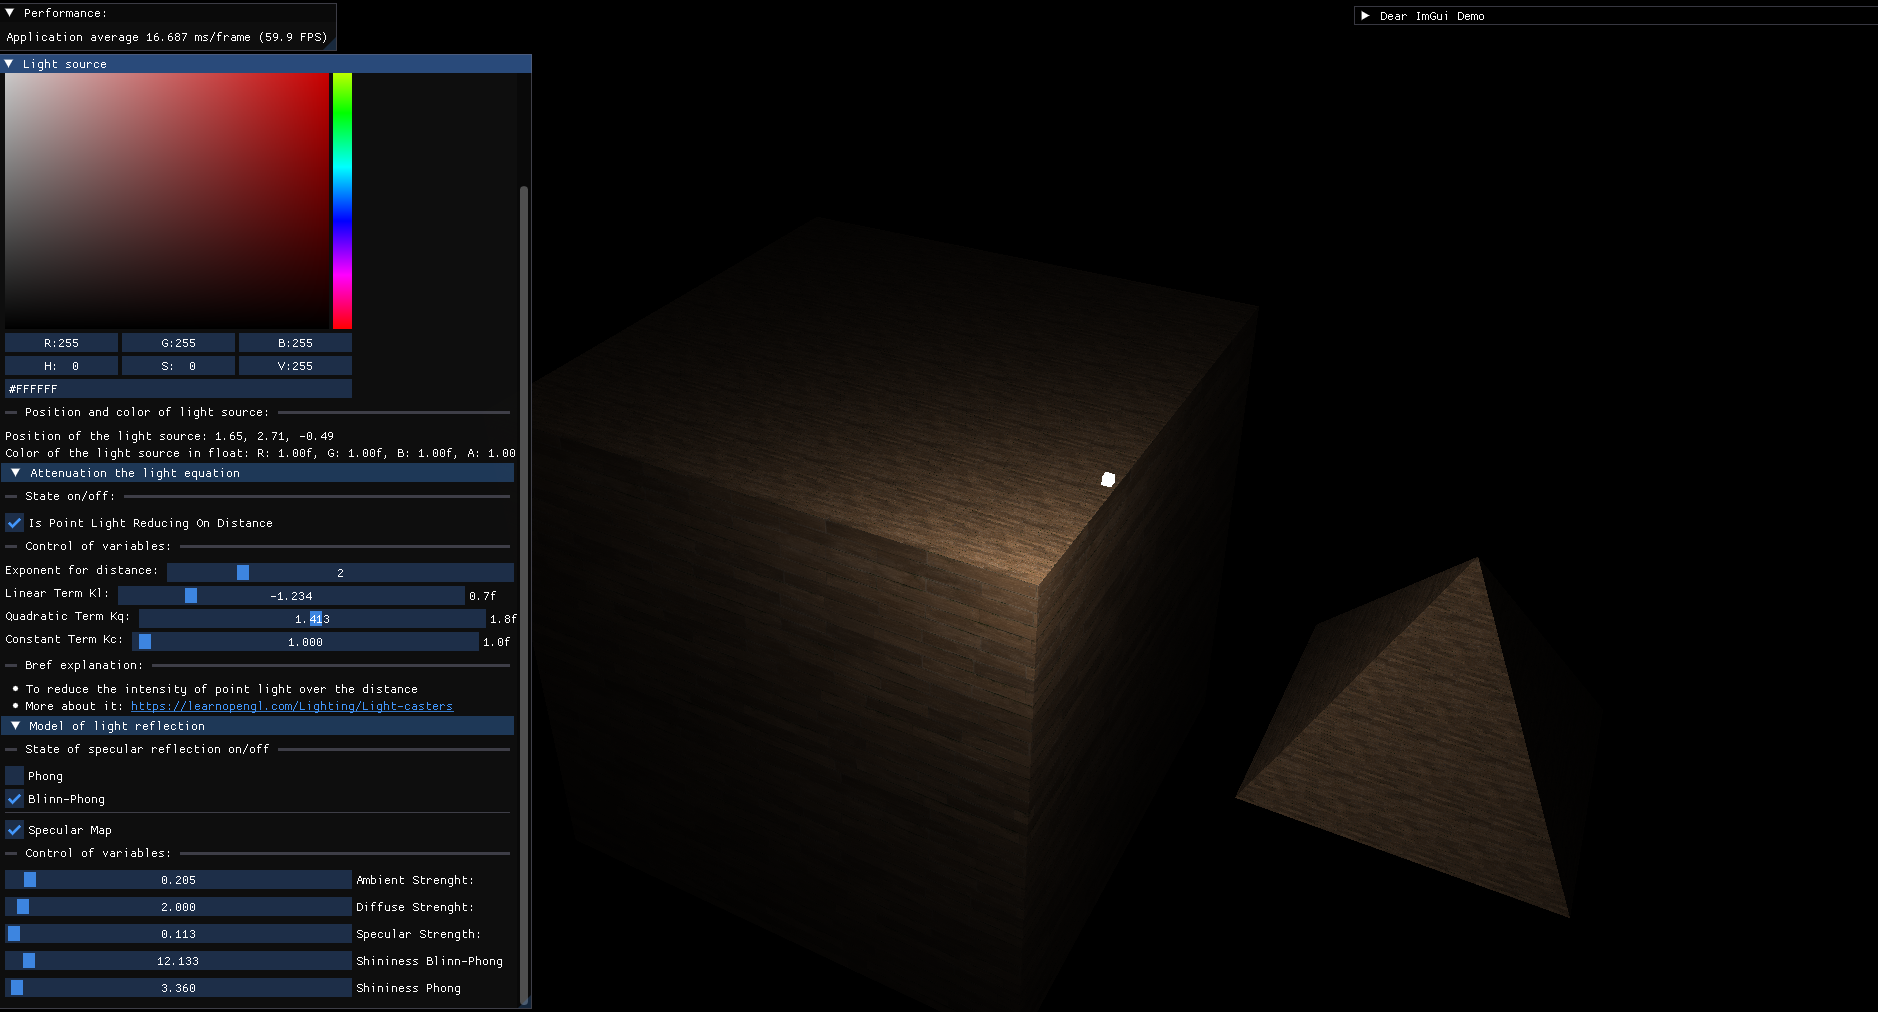 Performance:
Application average 16.687 ms/frame (59.9 FPS)
Dear ImGui Demo
Light source
R:255 G:255 B:255
H: 0 S: 0 V:255
#FFFFFF
Position and color of light source:
Position of the light source: 1.65, 2.71, -0.49
Color of the light source in float: R: 1.00f, G: 1.00f, B: 1.00f, A: 1.00
Attenuation the light equation
State on/off:
Is Point Light Reducing On Distance
Control of variables:
Exponent for distance: 2
Linear Term Kl: -1.234 0.7f
Quadratic Term Kq: 1.413 1.8f
Constant Term Kc: 1.000 1.0f
Bref explanation:
To reduce the intensity of point light over the distance
More about it: https://learnopengl.com/Lighting/Light-casters
Model of light reflection
State of specular reflection on/off
Phong
Blinn-Phong
Specular Map
Control of variables:
0.205 Ambient Strenght:
2.000 Diffuse Strenght:
0.113 Specular Strength:
12.133 Shininess Blinn-Phong
3.360 Shininess Phong